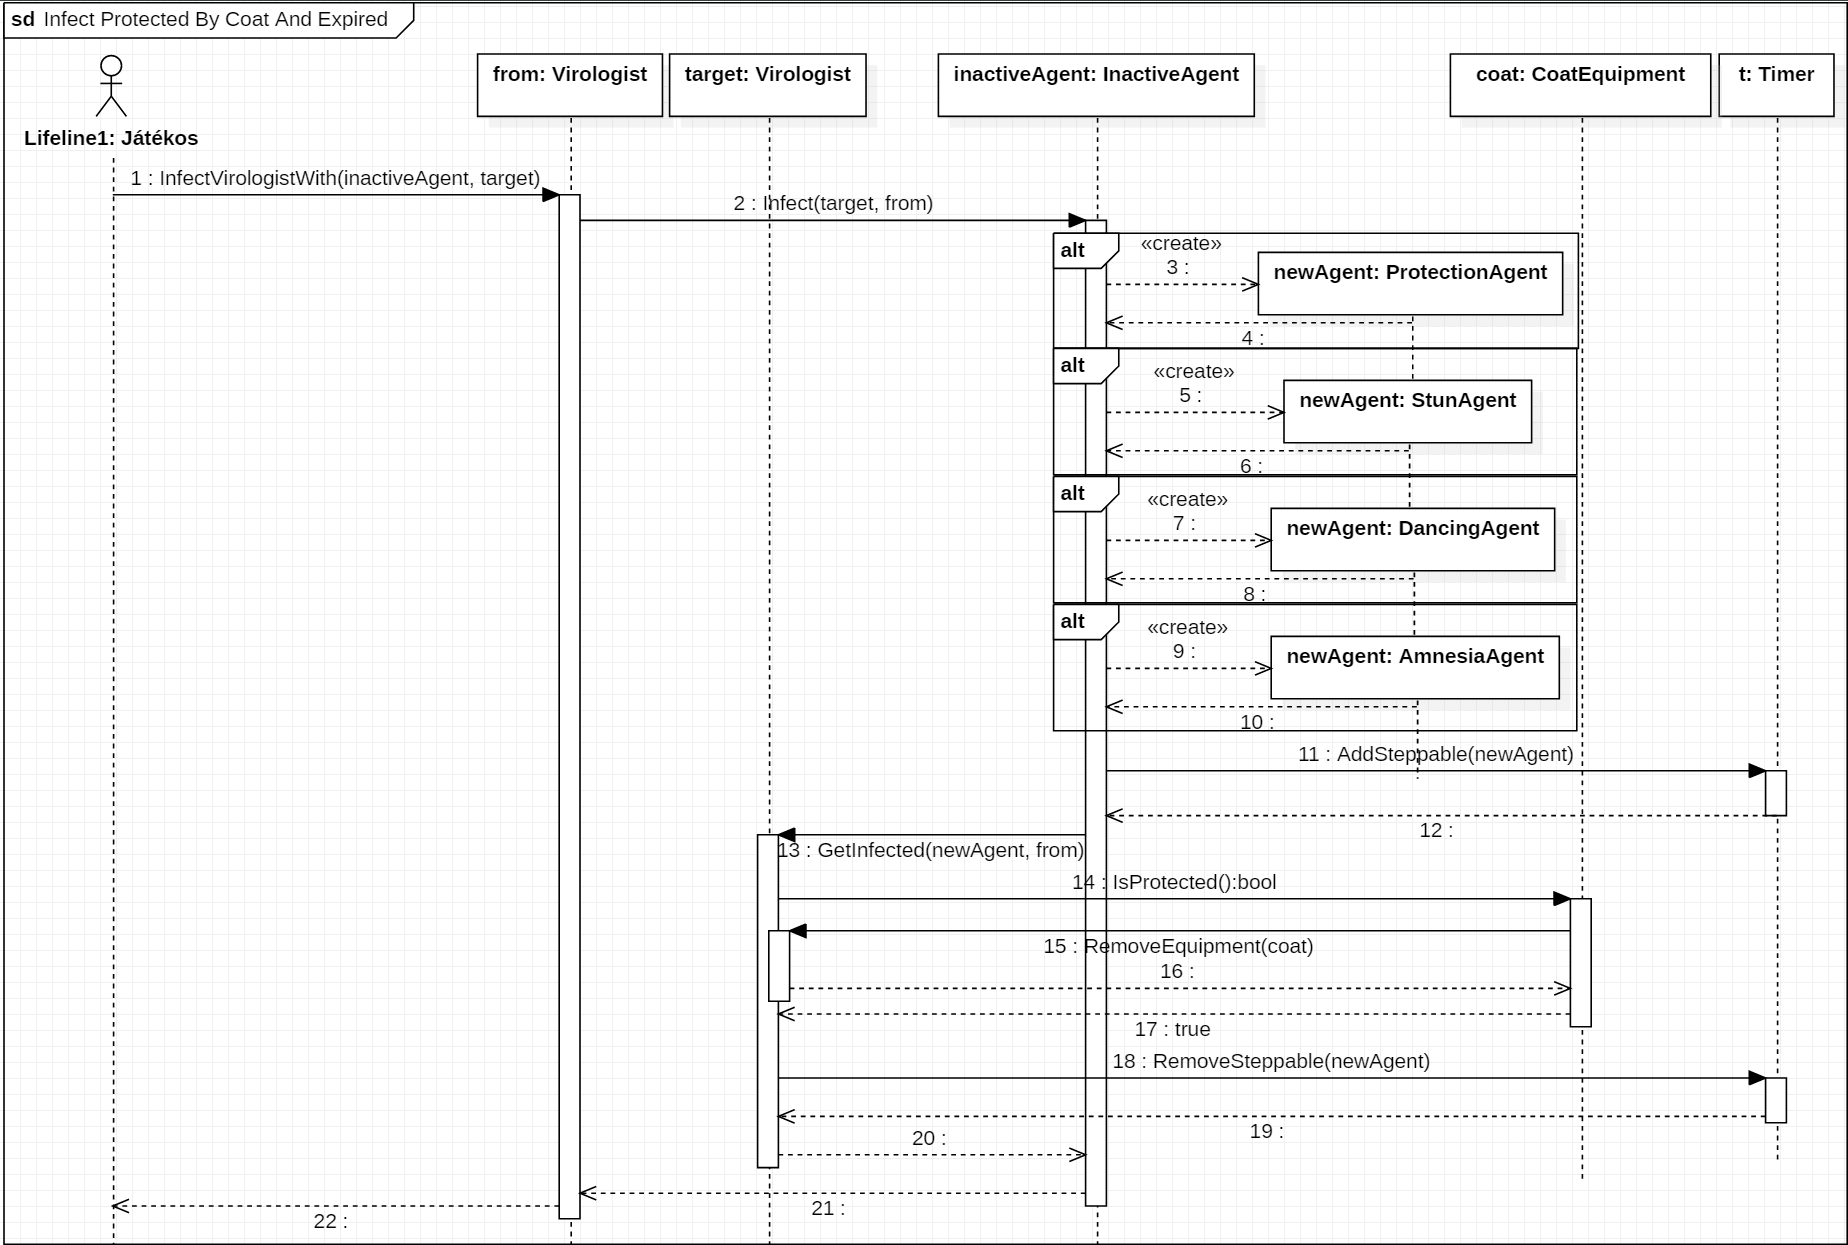 sd Infect Protected By Coat And Expired
from: Virologist
target: Virologist
inactiveAgent: InactiveAgent
coat: CoatEquipment
t: Timer
Lifeline1: Játékos
1 : InfectVirologistWith(inactiveAgent, target)
2 : Infect(target, from)
alt
«create»
3 :
newAgent: ProtectionAgent
4 :
alt
«create»
5 :
newAgent: StunAgent
6 :
alt
«create»
7 :
newAgent: DancingAgent
8 :
alt
«create»
9 :
newAgent: AmnesiaAgent
10 :
11 : AddSteppable(newAgent)
12 :
13 : GetInfected(newAgent, from)
14 : IsProtected():bool
15 : RemoveEquipment(coat)
16 :
17 : true
18 : RemoveSteppable(newAgent)
19 :
20 :
21 :
22 :